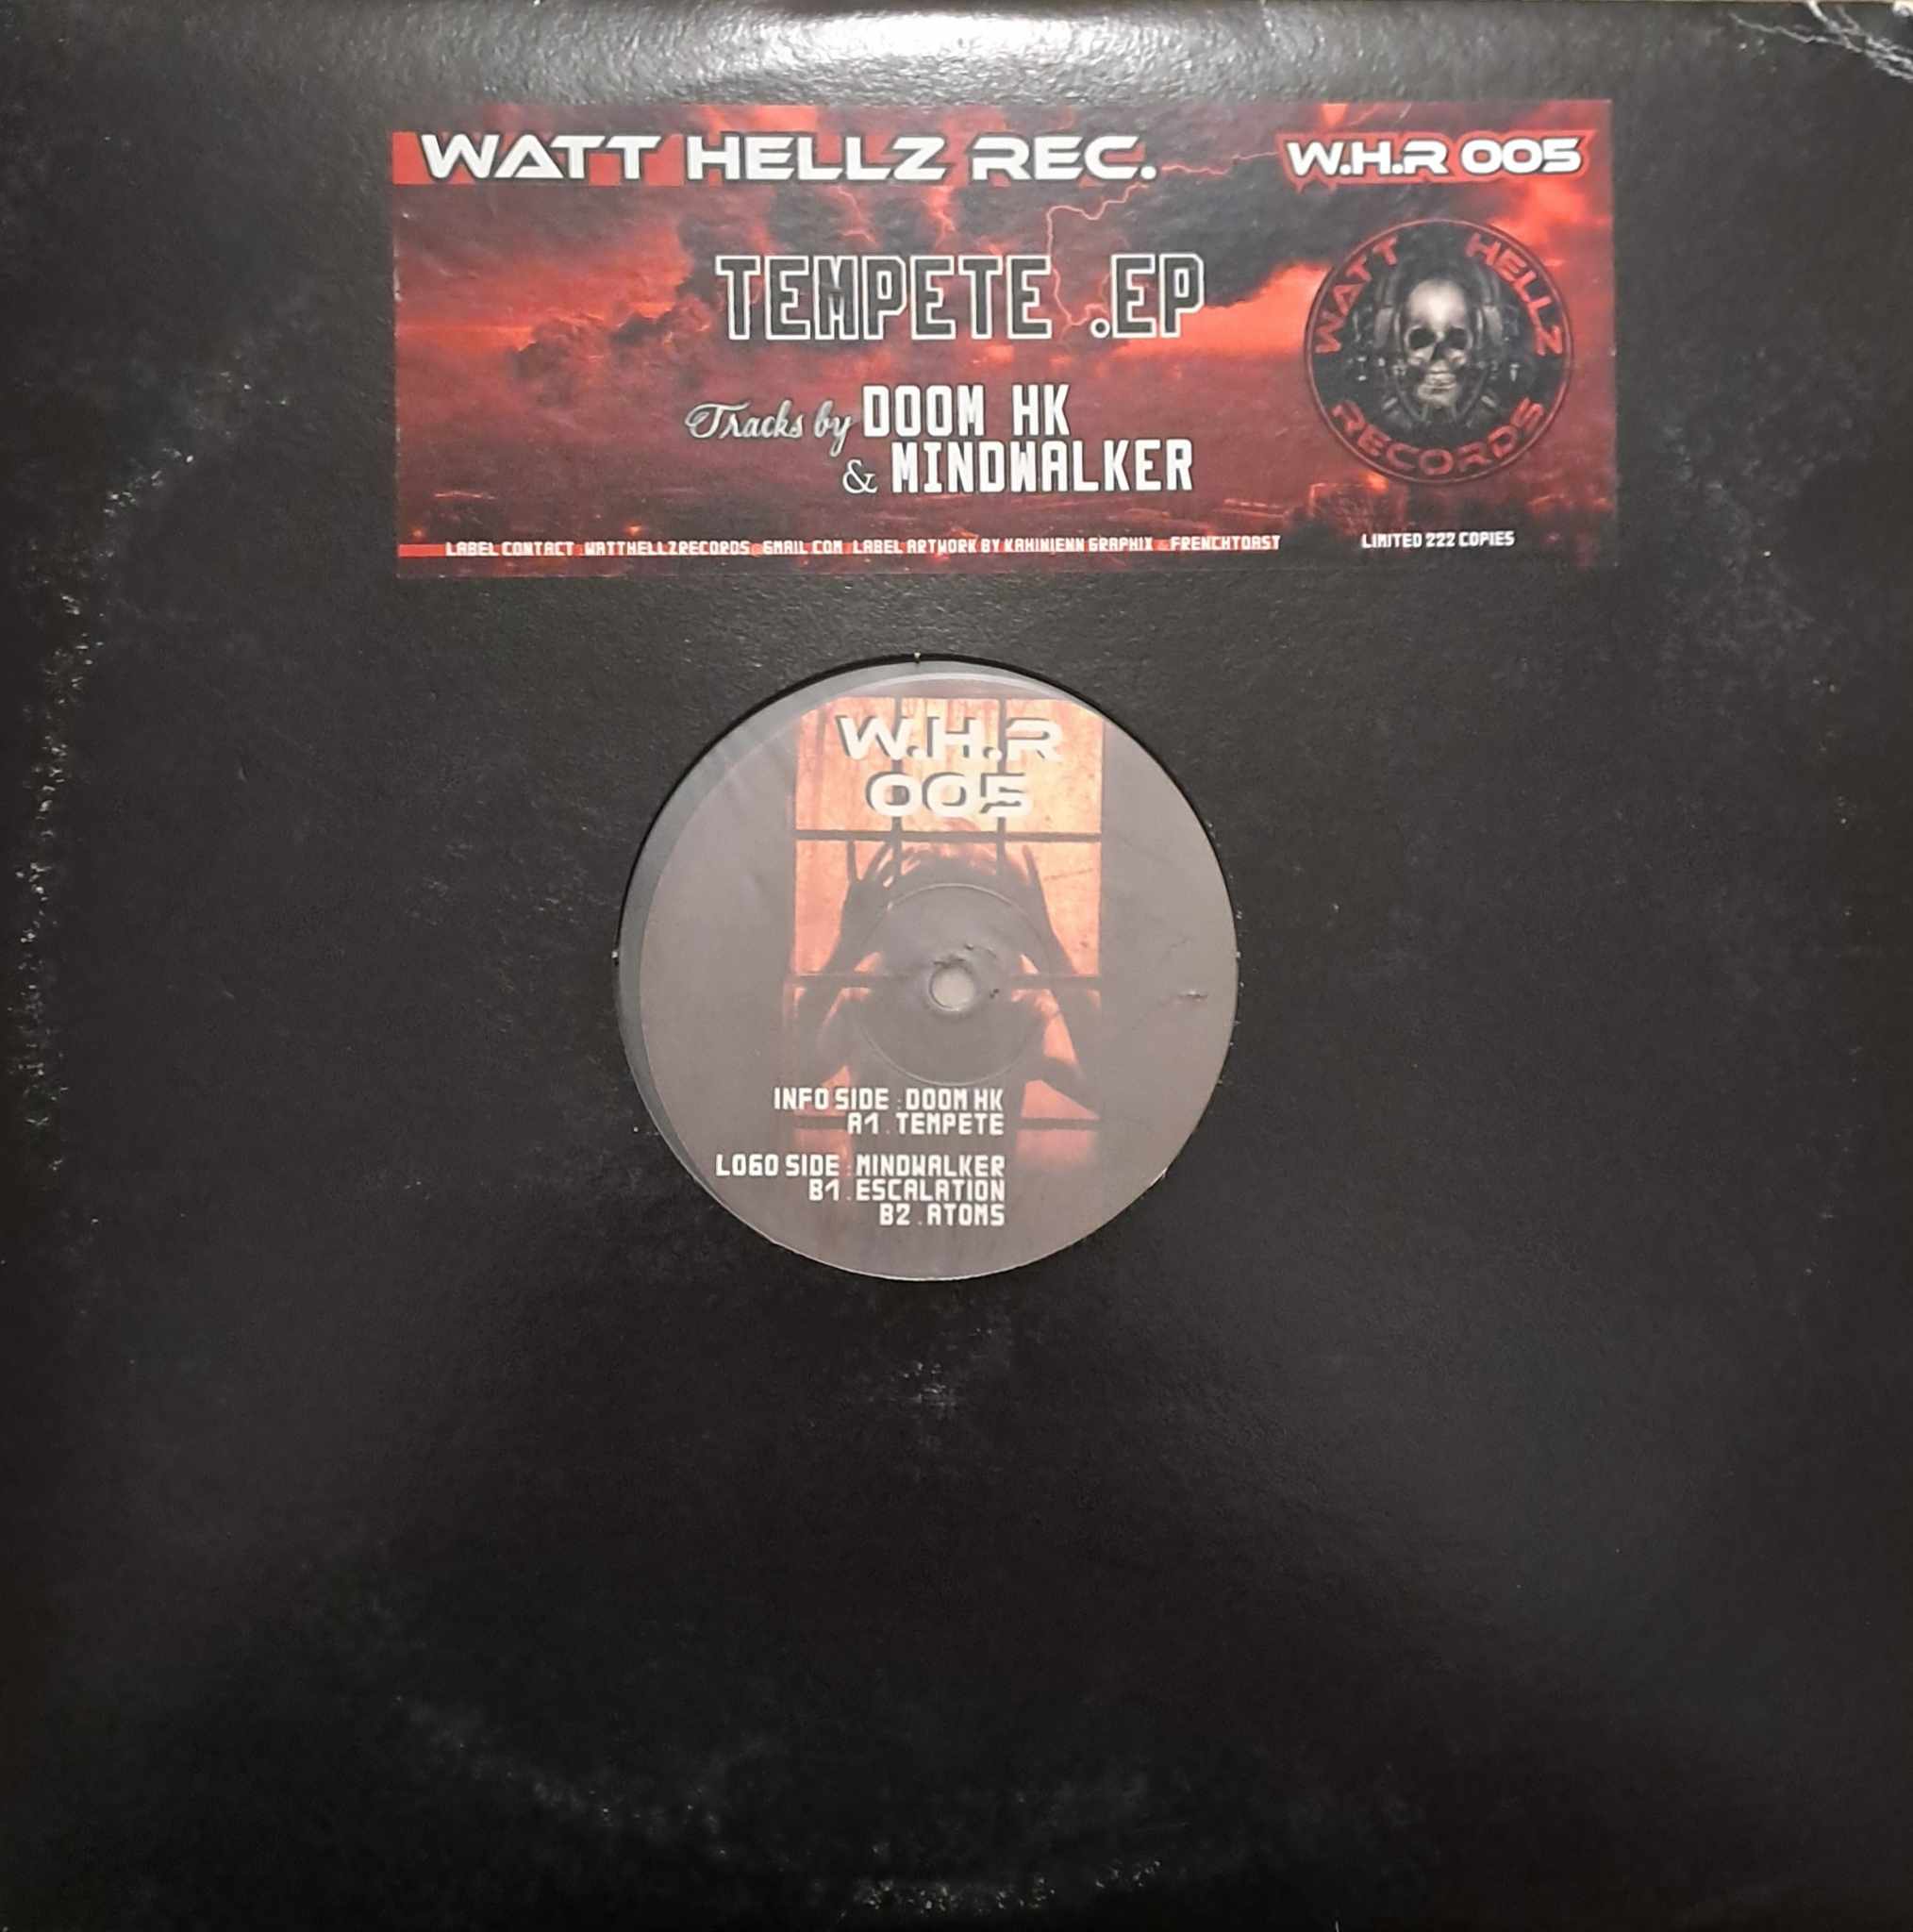 WATT HELLZ REC.
W.H.R 005
TEMPETE .EP
WATT HELLZ RECORDS
Tracks by DOOM HK
& MINDWALKER
LABEL CONTACT : WATTHELLZRECORDS GMAIL COM LABEL ARTWORK BY KAHINIENN GRAPHIX & FRENCHTOAST
LIMITED 222 COPIES
W.H.R
005
INFO SIDE : DOOM HK
A1 . TEMPETE
LOGO SIDE : MINDWALKER
B1 . ESCALATION
B2 . ATOMS